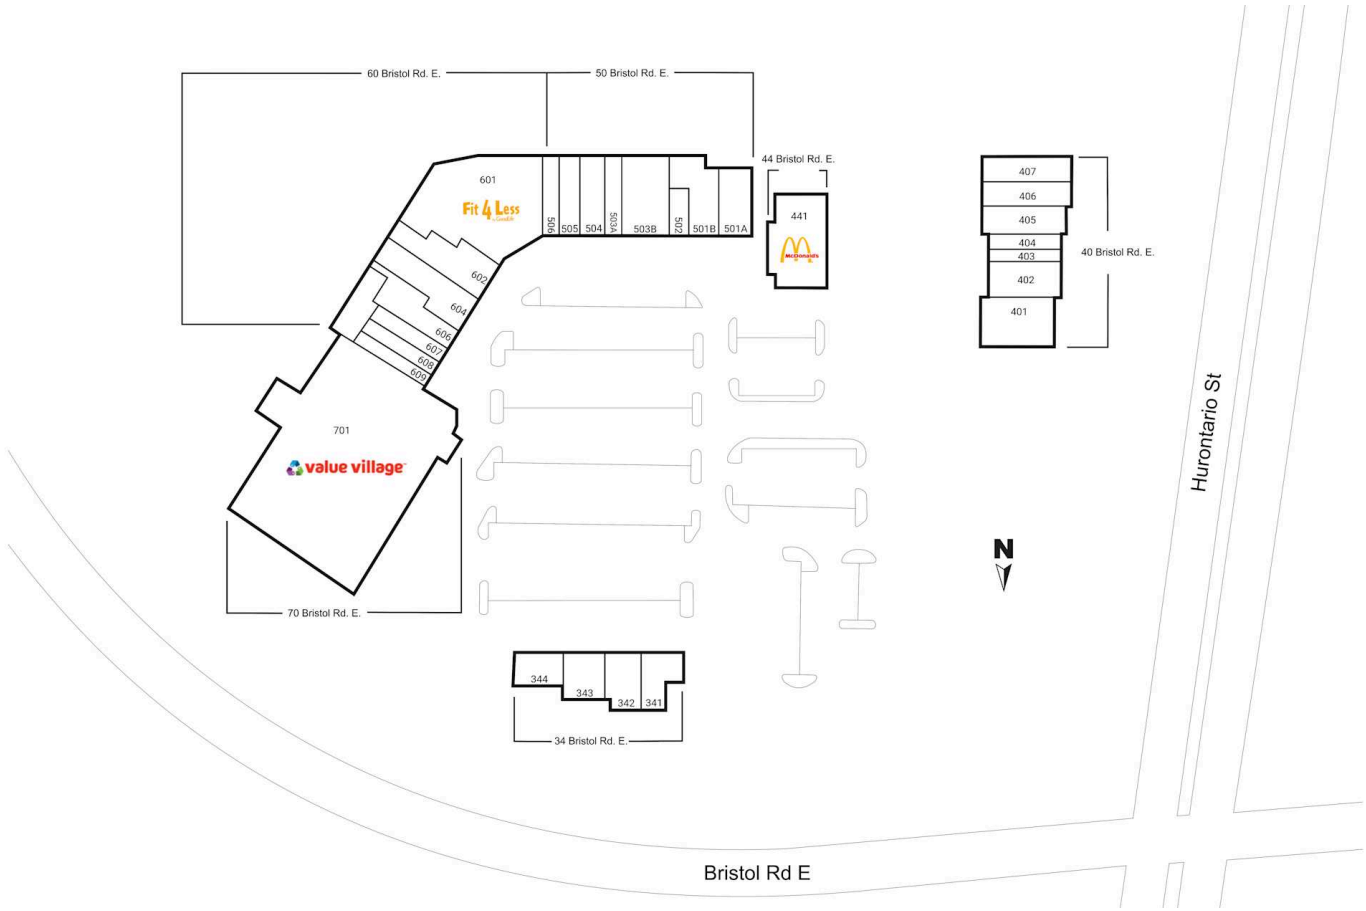 60 Bristol Rd. E.
50 Bristol Rd. E.
44 Bristol Rd. E.
601
Fit 4 Less
506
505
504
503A
503B
502
501B
501A
441
McDonald's
407
406
405
404
403
402
401
40 Bristol Rd. E.
602
604
606
607
608
609
701
value village
70 Bristol Rd. E.
Hurontario St
N
344
343
342
341
34 Bristol Rd. E.
Bristol Rd E